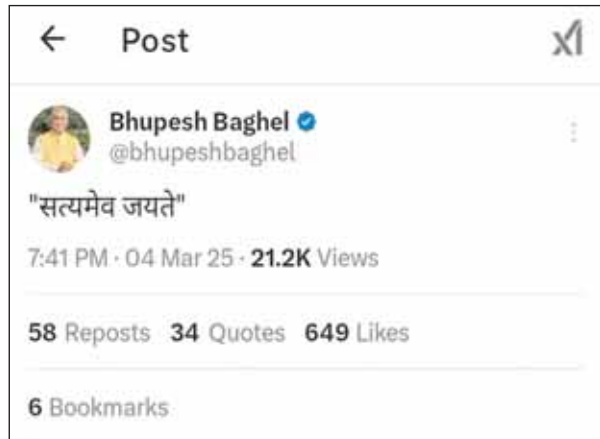 Post
Bhupesh Baghel
@bhupeshbaghel
"सत्यमेव जयते"
7:41 PM · 04 Mar 25 · 21.2K Views
58 Reposts 34 Quotes 649 Likes
6 Bookmarks